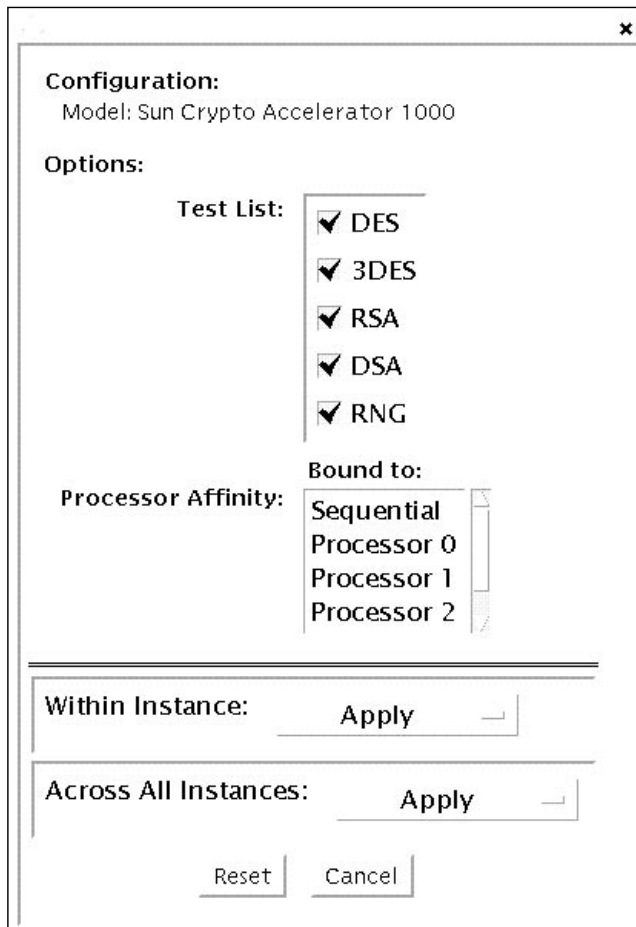 Configuration:
Model: Sun Crypto Accelerator 1000
Options:
Test List:
DES
3DES
RSA
DSA
RNG
Bound to:
Processor Affinity:
Sequential
Processor 0
Processor 1
Processor 2
Within Instance: Apply
Across All Instances: Apply
Reset Cancel